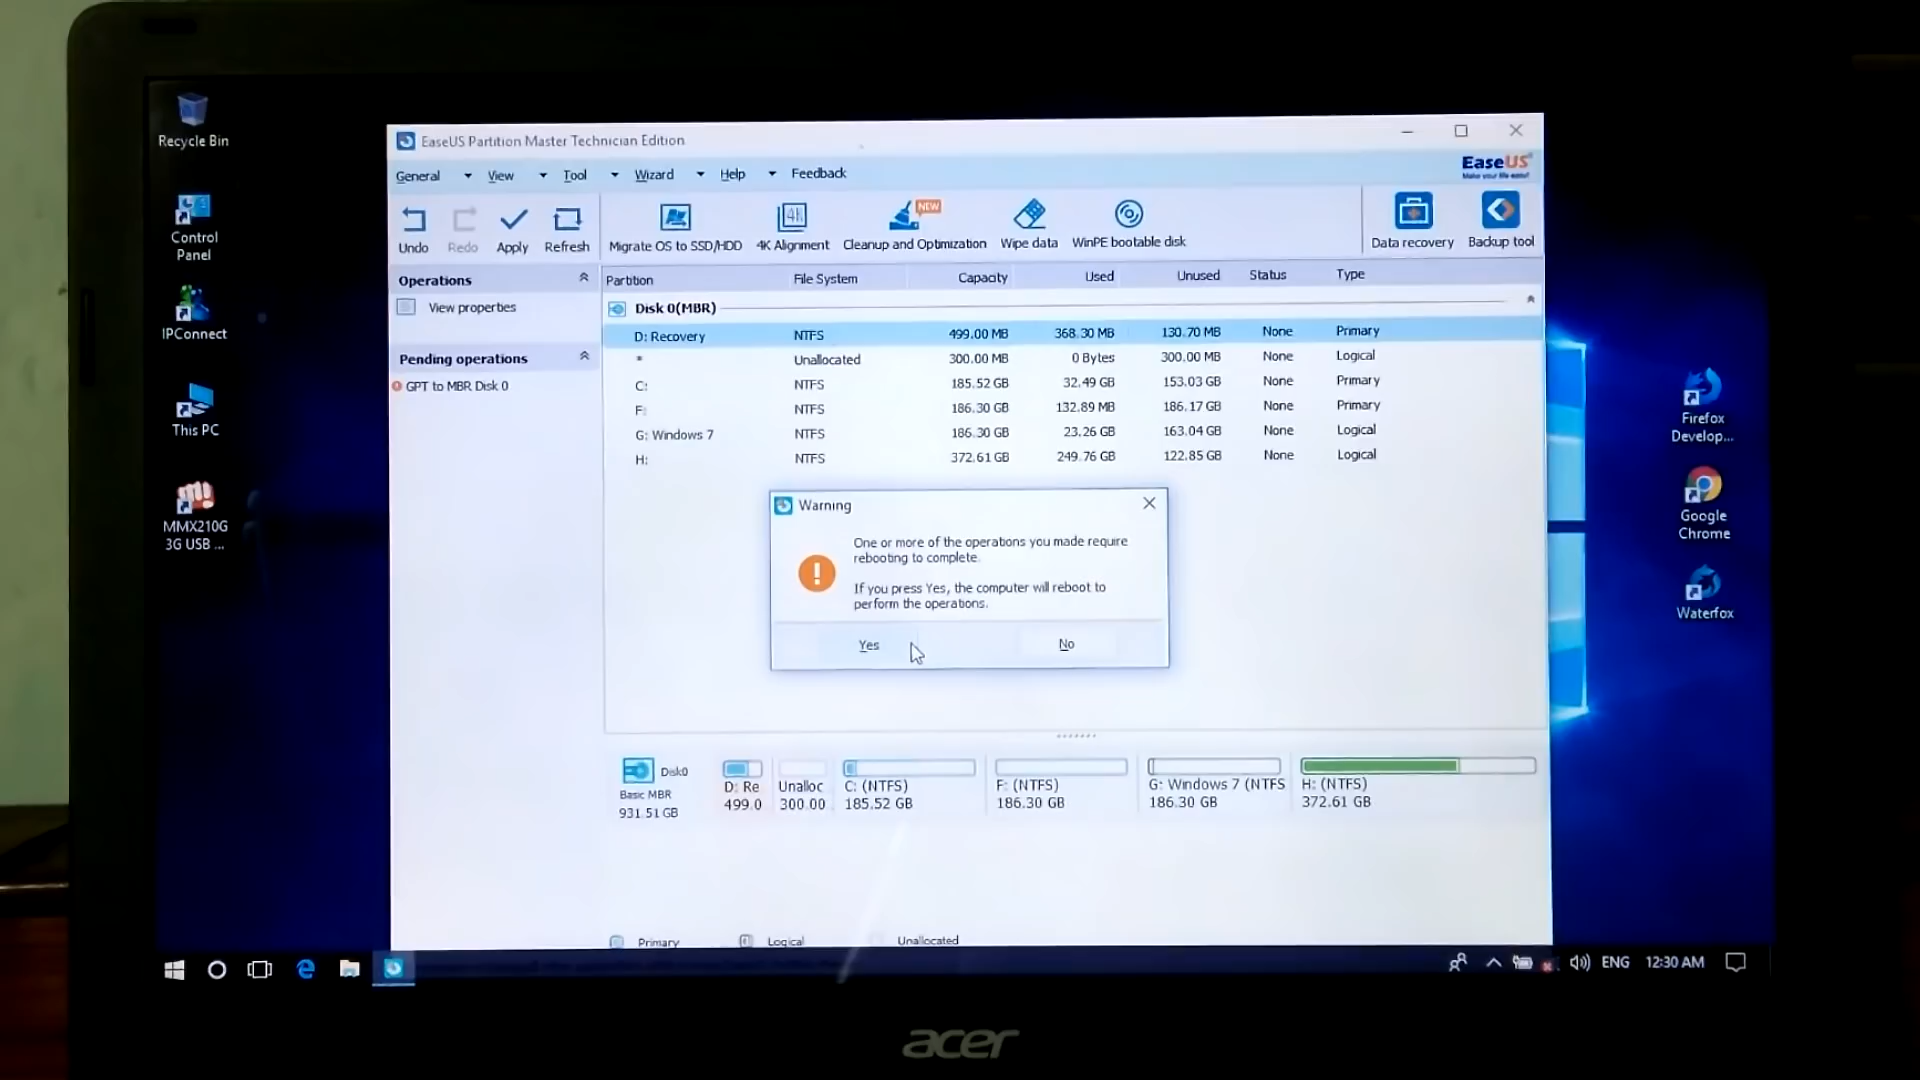 Recycle Bin
Control
Panel
IPConnect
This PC
MMX210G
3G USB ...
EaseUS Partition Master Technician Edition
General View Tool Wizard Help Feedback
EaseUS
Make your life easy!
Undo Redo Apply Refresh Migrate OS to SSD/HDD 4K Alignment Cleanup and Optimization Wipe data WinPE bootable disk Data recovery Backup tool
4K
NEW
Operations
View properties
Pending operations
GPT to MBR Disk 0
Partition File System Capacity Used Unused Status Type
Disk 0(MBR)
D: Recovery NTFS 499.00 MB 368.30 MB 130.70 MB None Primary
* Unallocated 300.00 MB 0 Bytes 300.00 MB None Logical
C: NTFS 185.52 GB 32.49 GB 153.03 GB None Primary
F: NTFS 186.30 GB 132.89 MB 186.17 GB None Primary
G: Windows 7 NTFS 186.30 GB 23.26 GB 163.04 GB None Logical
H: NTFS 372.61 GB 249.76 GB 122.85 GB None Logical
Warning
One or more of the operations you made require
rebooting to complete.
If you press Yes, the computer will reboot to
perform the operations.
Yes No
Disk0
Basic MBR
931.51 GB
D: Re
499.0
Unalloc
300.00
C: (NTFS)
185.52 GB
F: (NTFS)
186.30 GB
G: Windows 7 (NTFS
186.30 GB
H: (NTFS)
372.61 GB
Primary Logical Unallocated
Firefox
Develop...
Google
Chrome
Waterfox
ENG 12:30 AM
acer